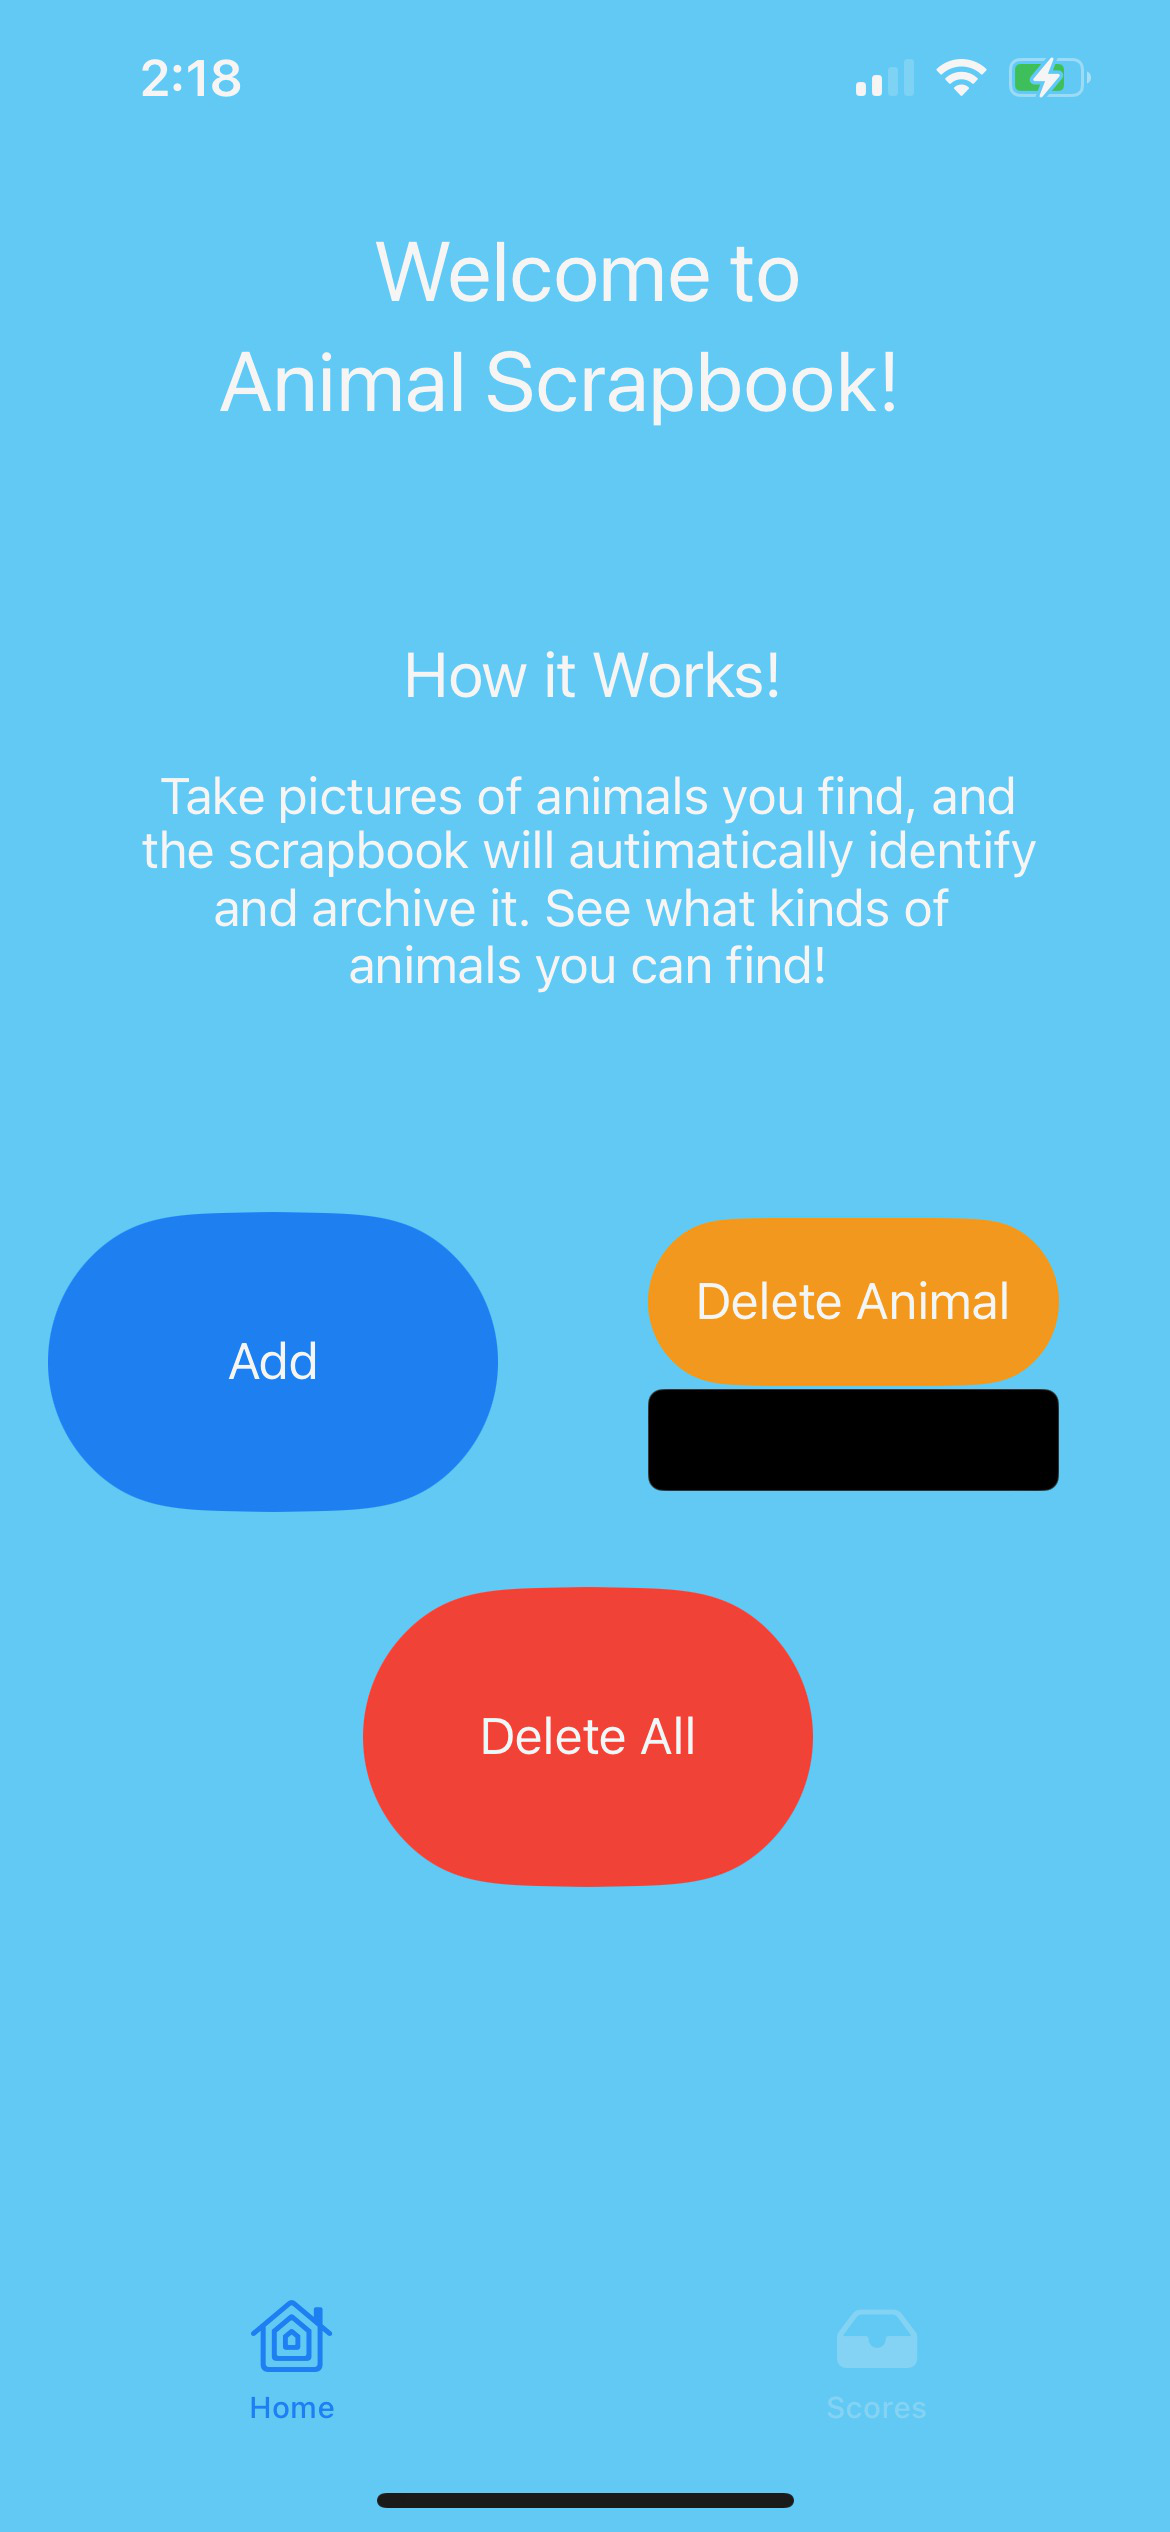 2:18
Welcome to
Animal Scrapbook!
How it Works!
Take pictures of animals you find, and
the scrapbook will autimatically identify
and archive it. See what kinds of
animals you can find!
Add
Delete Animal
Delete All
Home
Scores